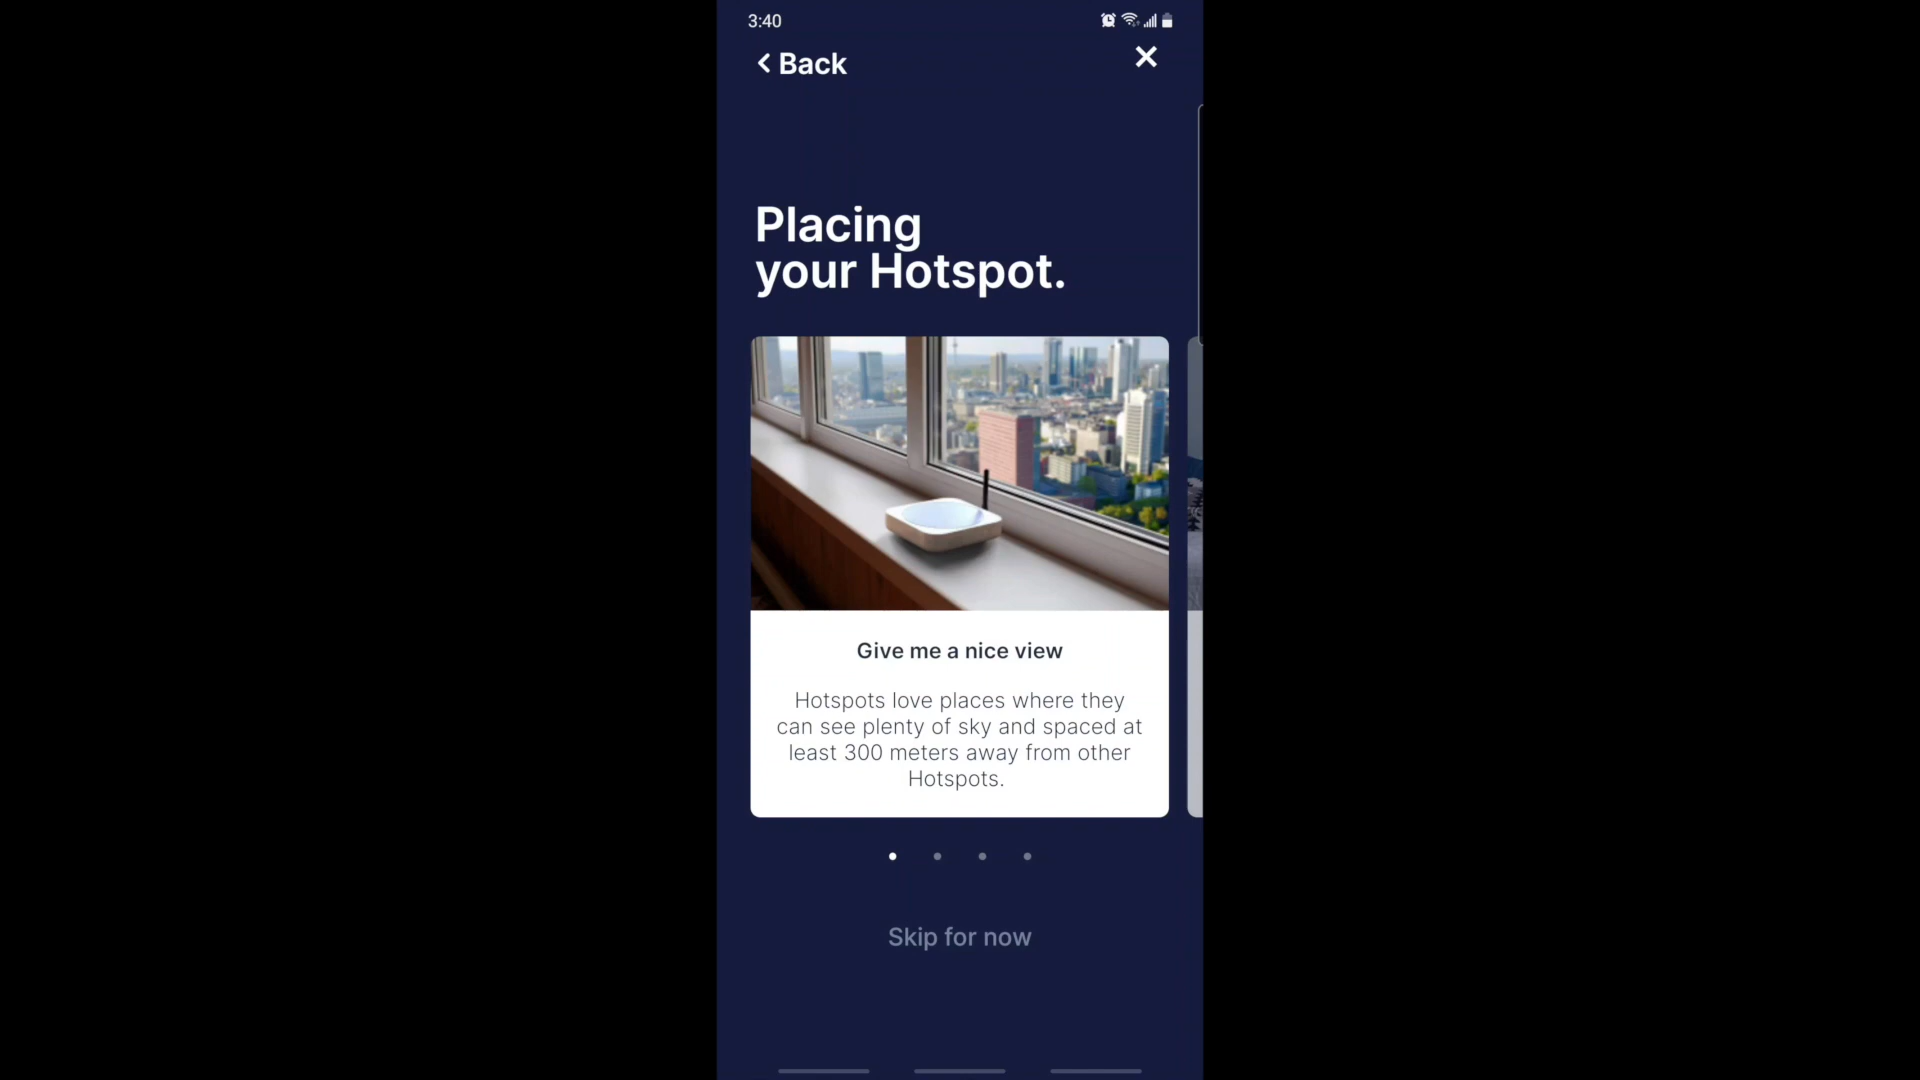 3:40
Back
Placing
your Hotspot.
Give me a nice view
Hotspots love places where they
can see plenty of sky and spaced at
least 300 meters away from other
Hotspots.
Skip for now